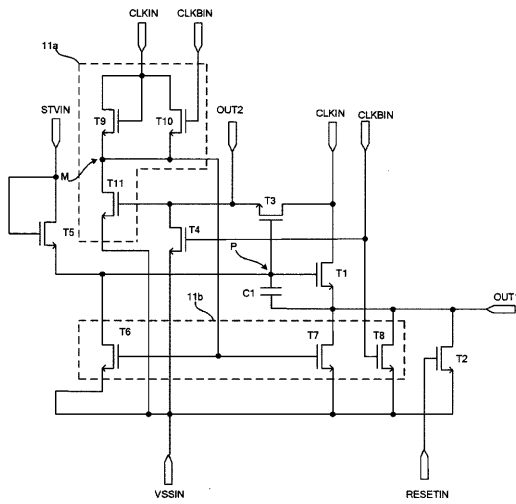 CLKIN
CLKBIN
11a
STVIN
T9
T10
OUT2
CLKIN
CLKBIN
M
T11
T3
T5
T4
P
T1
C1
11b
OUT1
T6
T7
T8
T2
VSSIN
RESETIN